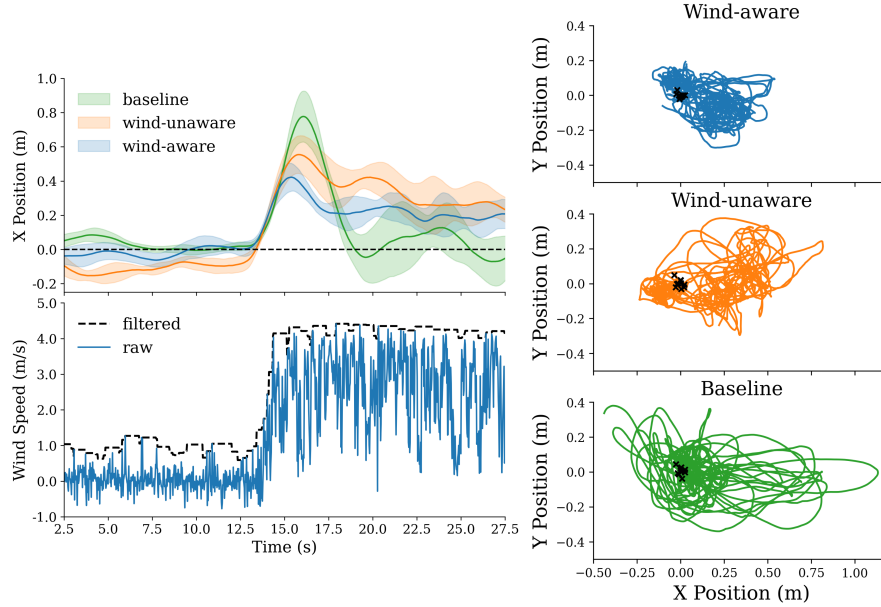 1.0
0.8
0.6
0.4
0.2
0.0
−0.2
X Position (m)
baseline
wind-unaware
wind-aware
5.0
4.0
3.0
2.0
1.0
0.0
-1.0
Wind Speed (m/s)
filtered
raw
2.5 5.0 7.5 10.0 12.5 15.0 17.5 20.0 22.5 25.0 27.5
Time (s)
Wind-aware
0.4
0.2
0.0
−0.2
−0.4
Y Position (m)
Wind-unaware
0.4
0.2
0.0
−0.2
−0.4
Y Position (m)
Baseline
0.4
0.2
0.0
−0.2
−0.4
Y Position (m)
−0.50 −0.25 0.00 0.25 0.50 0.75 1.00
X Position (m)